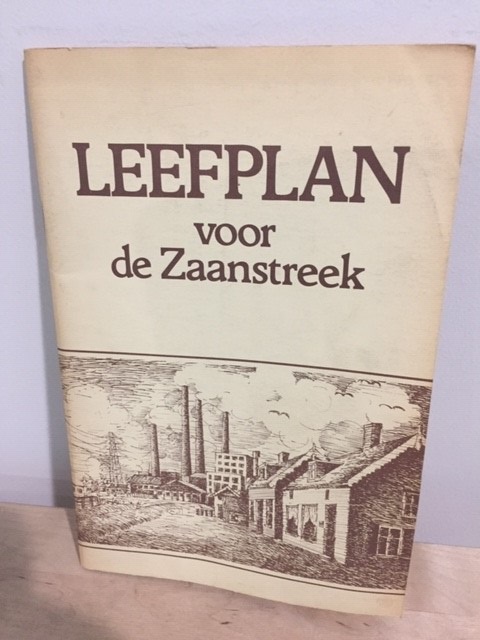 LEEFPLAN
voor
de Zaanstreek